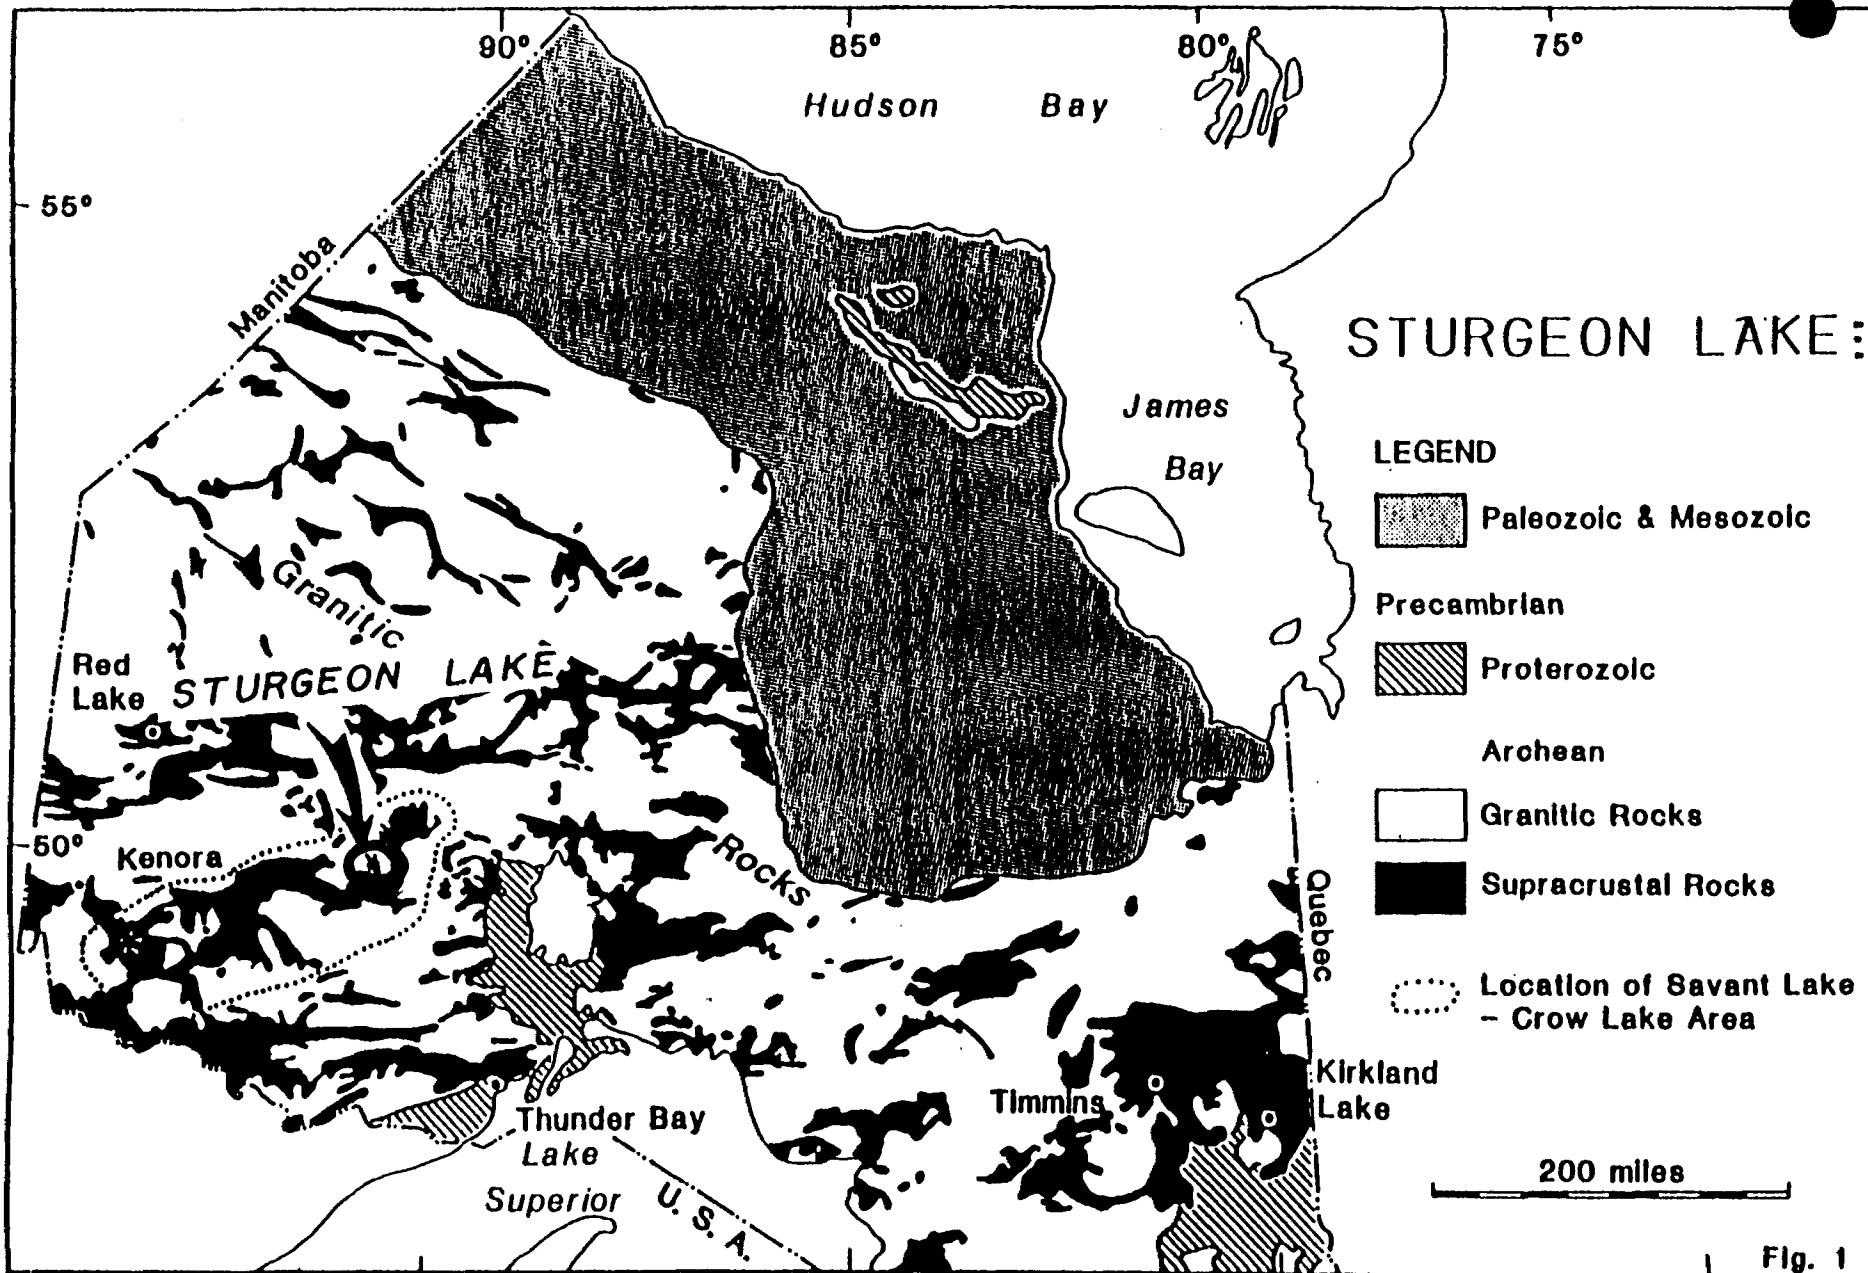 90°
85°
80°
75°
Hudson Bay
55°
Manitoba
STURGEON LAKE
James
Bay
LEGEND
Paleozoic & Mesozoic
Precambrian
Proterozoic
Archean
Granitic Rocks
Supracrustal Rocks
Location of Savant Lake
– Crow Lake Area
Granitic
Rocks
Red
Lake
STURGEON LAKE
50°
Kenora
Quebec
Timmins
Kirkland
Lake
Thunder Bay
Lake
Superior
U. S. A.
200 miles
Fig. 1